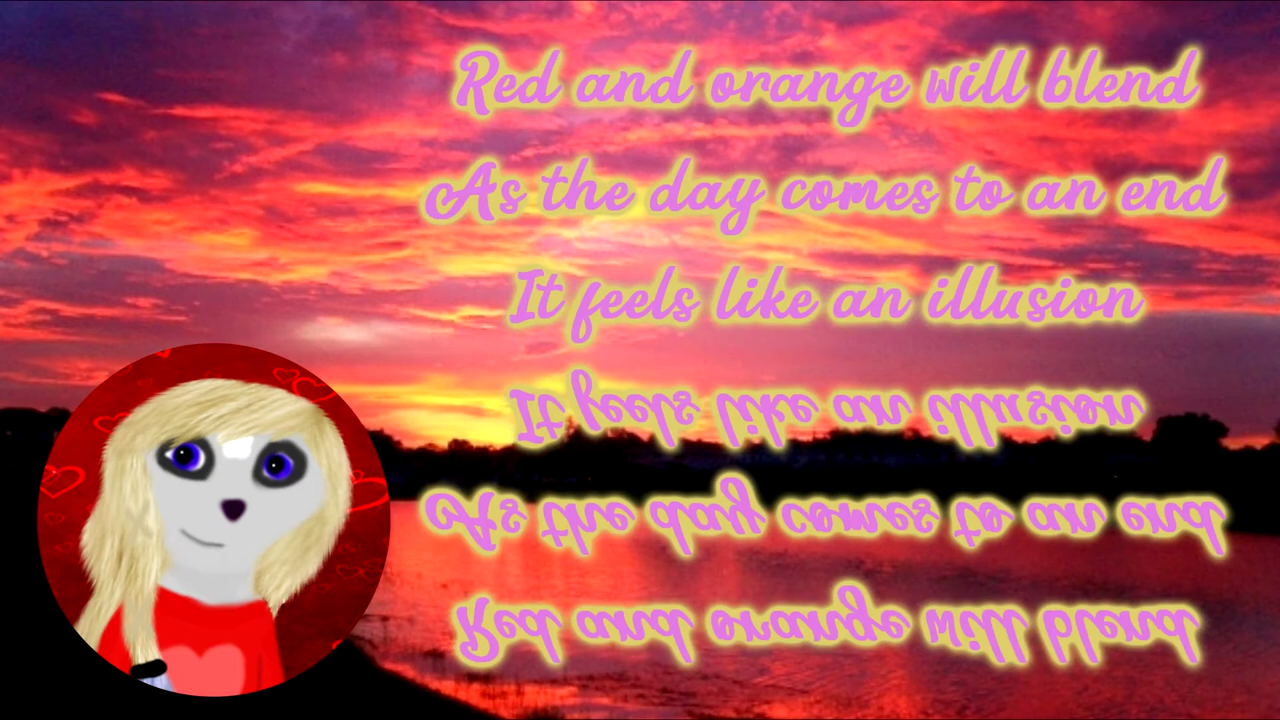 Red and orange will blend
As the day comes to an end
It feels like an illusion
It feels like an illusion
As the day comes to an end
Red and orange will blend